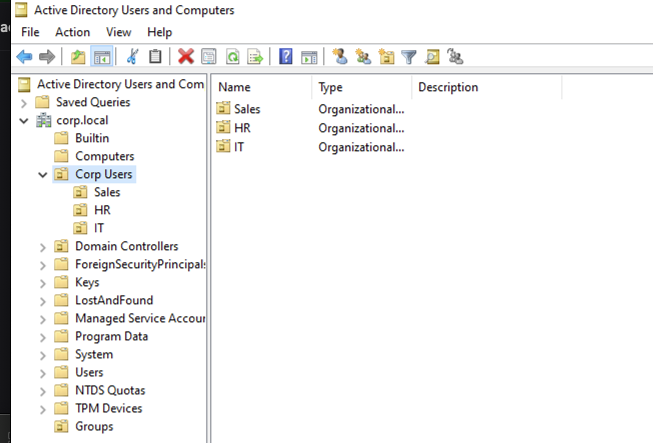 Active Directory Users and Computers
File Action View Help
Active Directory Users and Com
Saved Queries
corp.local
Builtin
Computers
Corp Users
Sales
HR
IT
Domain Controllers
ForeignSecurityPrincipals
Keys
LostAndFound
Managed Service Accour
Program Data
System
Users
NTDS Quotas
TPM Devices
Groups
Name Type Description
Sales Organizational...
HR Organizational...
IT Organizational...